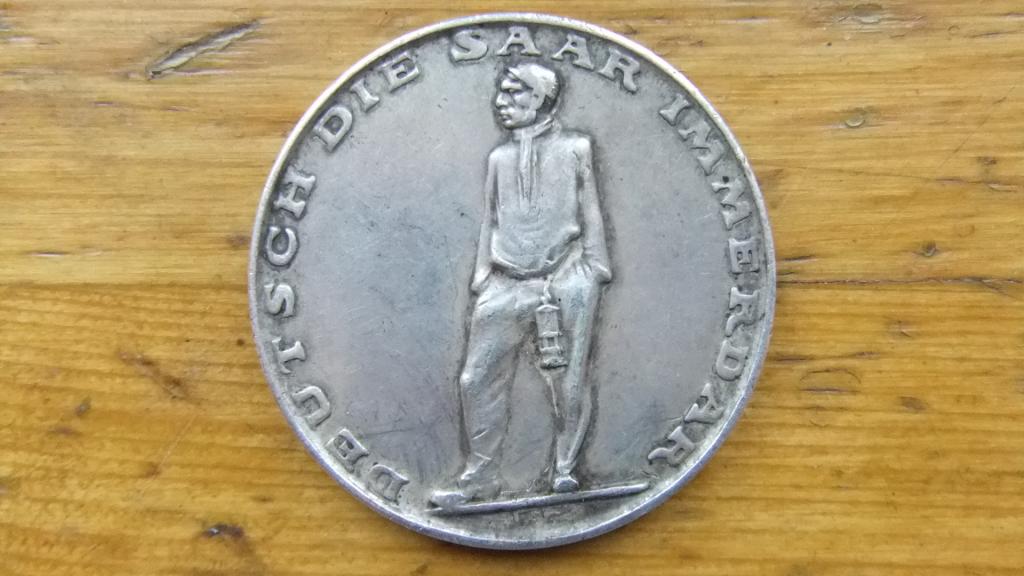 DEUTSCH DIE SAAR IMMERDAR